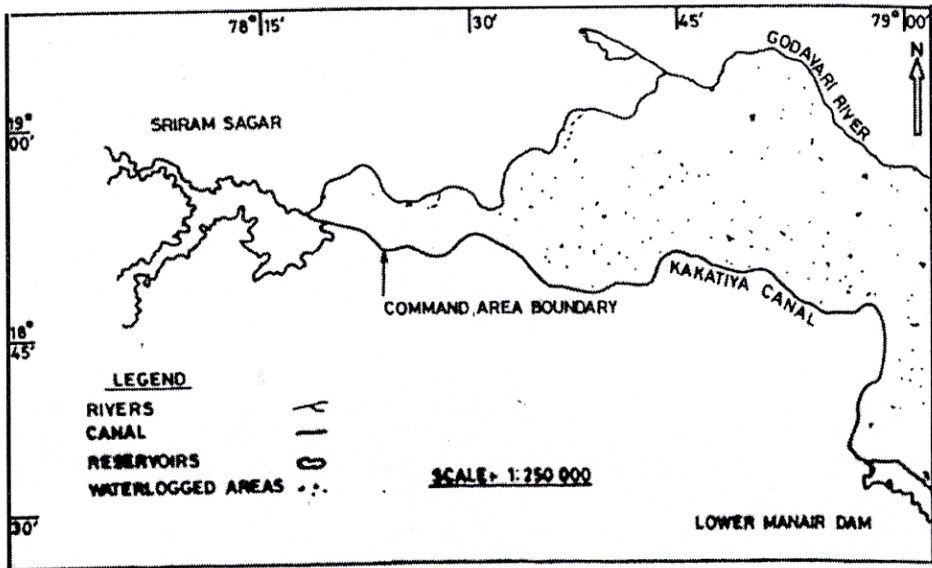 78° 15'
30'
45'
79° 00'
N
GODAVARI RIVER
19°
00'
SRIRAM SAGAR
KAKATIYA CANAL
COMMAND AREA BOUNDARY
18°
45'
LEGEND
RIVERS
CANAL
RESERVOIRS
WATERLOGGED AREAS
SCALE: 1:250 000
30'
LOWER MANAIR DAM